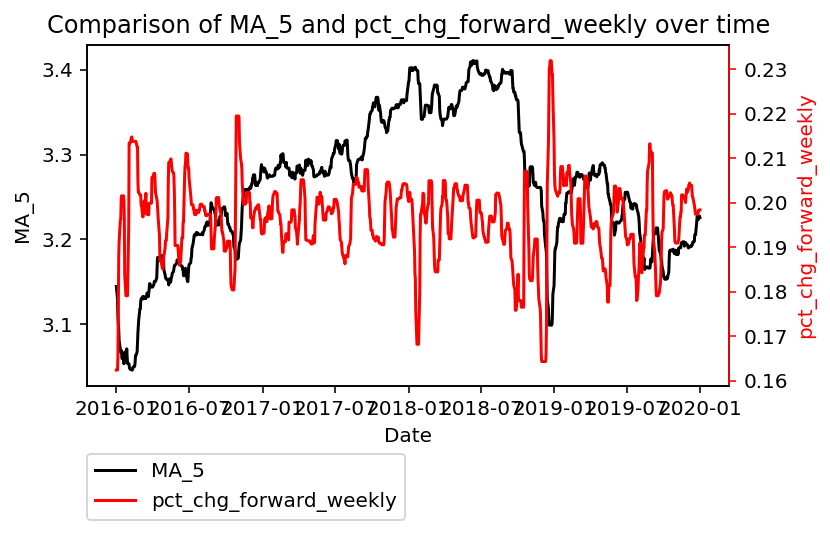 Comparison of MA_5 and pct_chg_forward_weekly over time
3.4
3.3
3.2
3.1
MA_5
0.23
0.22
0.21
0.20
0.19
0.18
0.17
0.16
pct_chg_forward_weekly
2016-01 2016-07 2017-01 2017-07 2018-01 2018-07 2019-01 2019-07 2020-01
Date
MA_5
pct_chg_forward_weekly